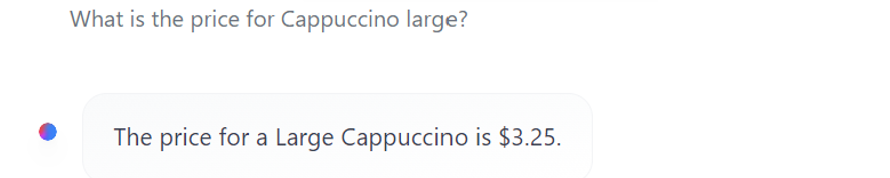 What is the price for Cappuccino large?
The price for a Large Cappuccino is $3.25.